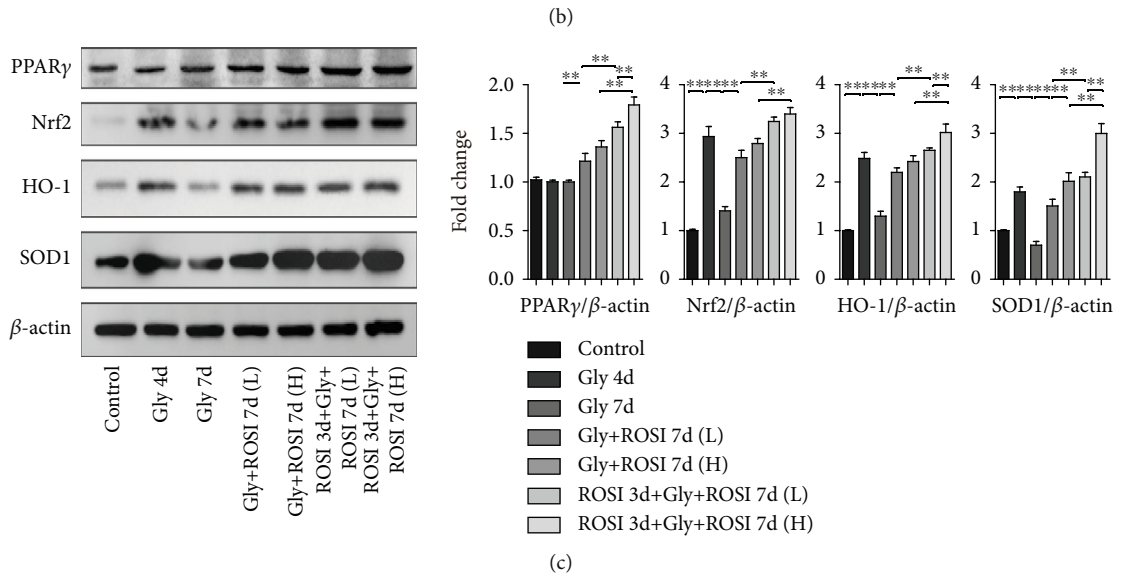 (b)
PPARγ
Nrf2
HO-1
SOD1
β-actin
Control
Gly 4d
Gly 7d
Gly+ROSI 7d (L)
Gly+ROSI 7d (H)
ROSI 3d+Gly+
ROSI 7d (L)
ROSI 3d+Gly+
ROSI 7d (H)
Fold change
2.0
1.5
1.0
0.5
0.0
**
**
**
**
PPARγ/β-actin
4
3
2
1
0
** ** **
**
**
Nrf2/β-actin
4
3
2
1
0
** ** **
**
**
**
HO-1/β-actin
4
3
2
1
0
** ** ** ** **
**
**
**
SOD1/β-actin
Control
Gly 4d
Gly 7d
Gly+ROSI 7d (L)
Gly+ROSI 7d (H)
ROSI 3d+Gly+ROSI 7d (L)
ROSI 3d+Gly+ROSI 7d (H)
(c)